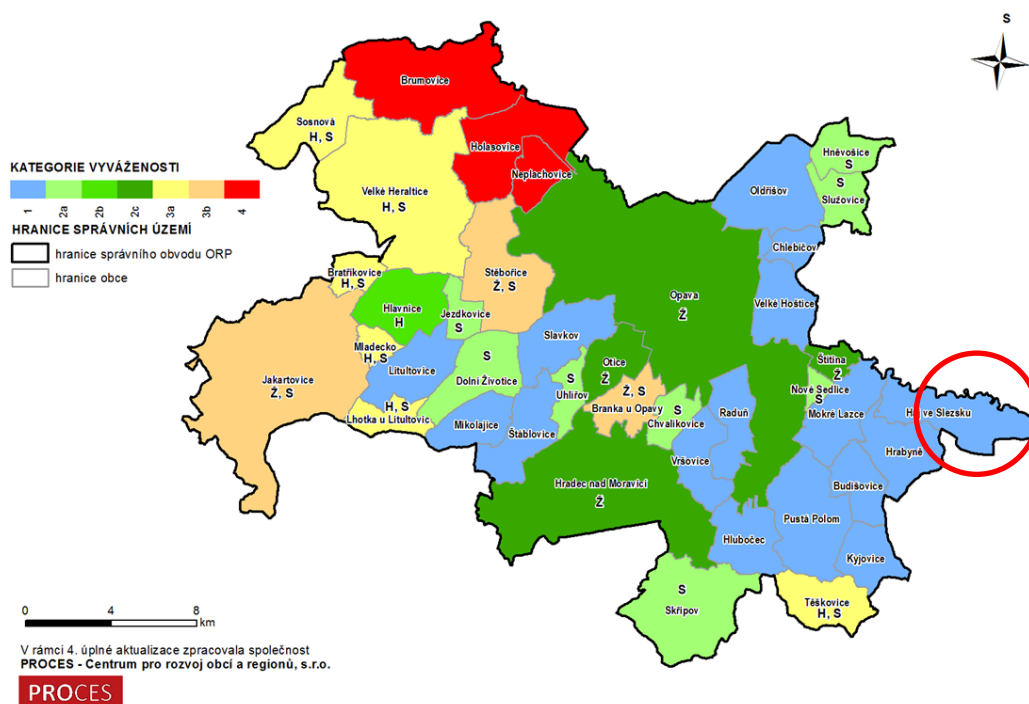 S
Brumovice
Sosnová
H, S
Holasovice
Neplachovice
Hněvošice
S
KATEGORIE VYVÁŽENOSTI
1 2a 2b 2c 3a 3b 4
Velké Heraltice
H, S
Oldřišov
S
Služovice
HRANICE SPRÁVNÍCH ÚZEMÍ
hranice správního obvodu ORP
hranice obce
Chlebičov
Bratříkovice
H, S
Stěbořice
Ž, S
Opava
Ž
Velké Hoštice
Hlavnice
H
Jezdkovice
S
Slavkov
Mladecko
H, S
Litultovice
S
Dolní Životice
Otice
Ž
Štítina
Ž
Jakartovice
Ž, S
S
Uhlířov
Ž, S
Branka u Opavy
Nové Sedlice
S
H, S
Lhotka u Litultovic
S
Chvalikovice
Raduň
Mokré Lazce
Háj ve Slezsku
Mikolajice
Štáblovice
Vršovice
Hrabyně
Hradec nad Moravicí
Ž
Budišovice
Pustá Polom
Hlubočec
Kyjovice
S
Skřipov
Těškovice
H, S
0 4 8
km
V rámci 4. úplné aktualizace zpracovala společnost
PROCES - Centrum pro rozvoj obcí a regionů, s.r.o.
PROCES